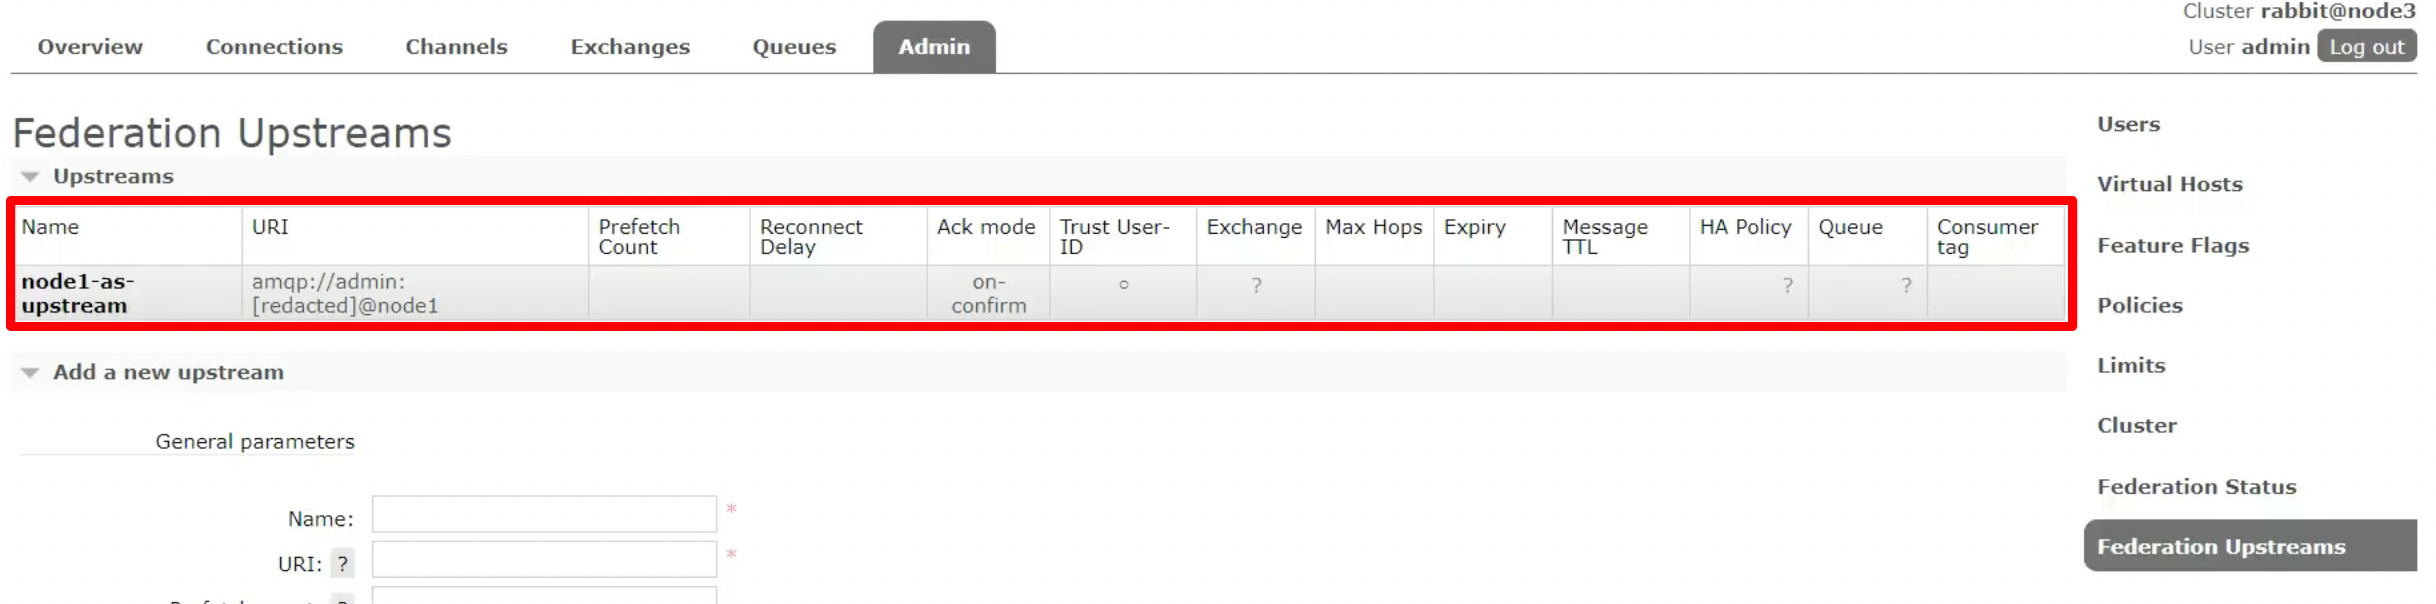 Cluster rabbit@node3
Overview Connections Channels Exchanges Queues Admin
User admin Log out
Federation Upstreams
Upstreams
Name URI Prefetch Count Reconnect Delay Ack mode Trust User-ID Exchange Max Hops Expiry Message TTL HA Policy Queue Consumer tag
node1-as-upstream amqp://admin:[redacted]@node1 on-confirm ○ ? ? ?
Add a new upstream
General parameters
Name: *
URI: ? *
Users
Virtual Hosts
Feature Flags
Policies
Limits
Cluster
Federation Status
Federation Upstreams